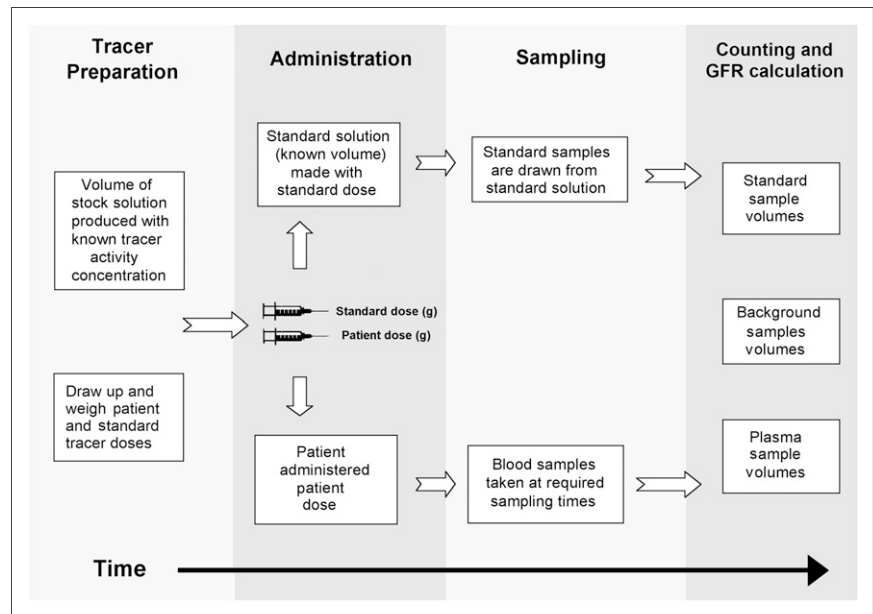 Tracer
Preparation
Administration
Sampling
Counting and
GFR calculation
Volume of
stock solution
produced with
known tracer
activity
concentration
Draw up and
weigh patient
and standard
tracer doses
Standard solution
(known volume)
made with
standard dose
Standard dose (g)
Patient dose (g)
Patient
administered
patient
dose
Standard samples
are drawn from
standard solution
Blood samples
taken at required
sampling times
Standard
sample
volumes
Background
samples
volumes
Plasma
sample
volumes
Time